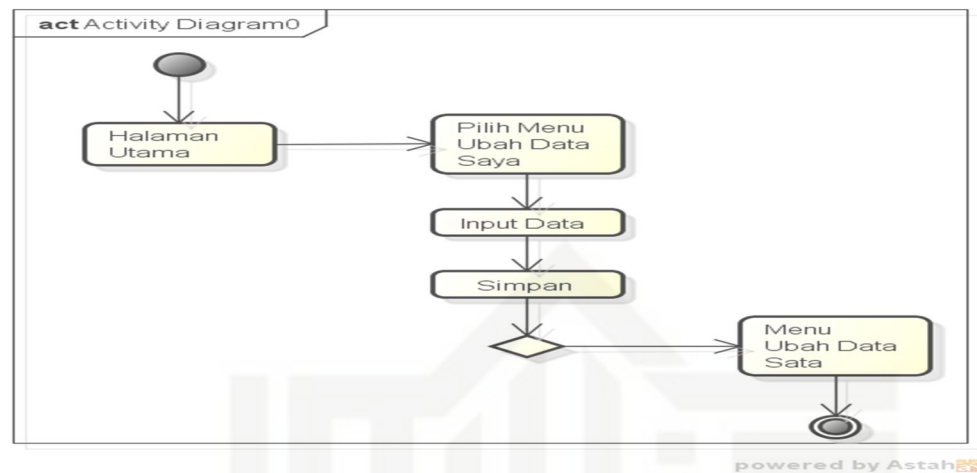 act Activity Diagram0
Halaman
Utama
Pilih Menu
Ubah Data
Saya
Input Data
Simpan
Menu
Ubah Data
Sata
powered by Astah